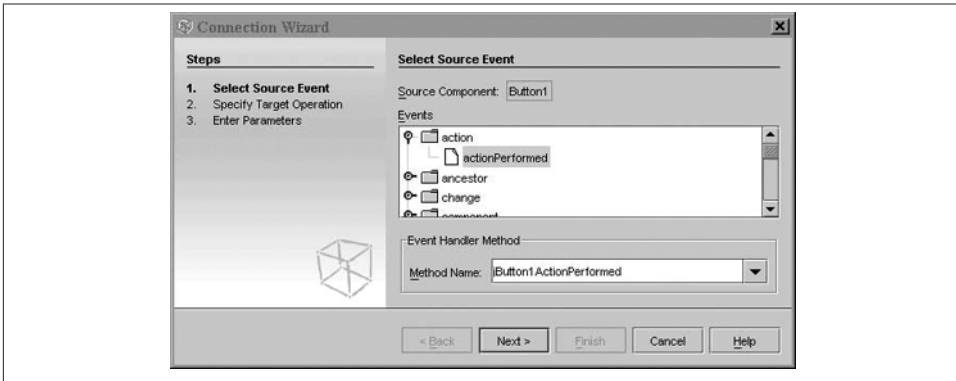 Connection Wizard
Steps
1. Select Source Event
2. Specify Target Operation
3. Enter Parameters
Select Source Event
Source Component: Button1
Events
action
actionPerformed
ancestor
change
component
Event Handler Method
Method Name: jButton1ActionPerformed
< Back Next > Finish Cancel Help